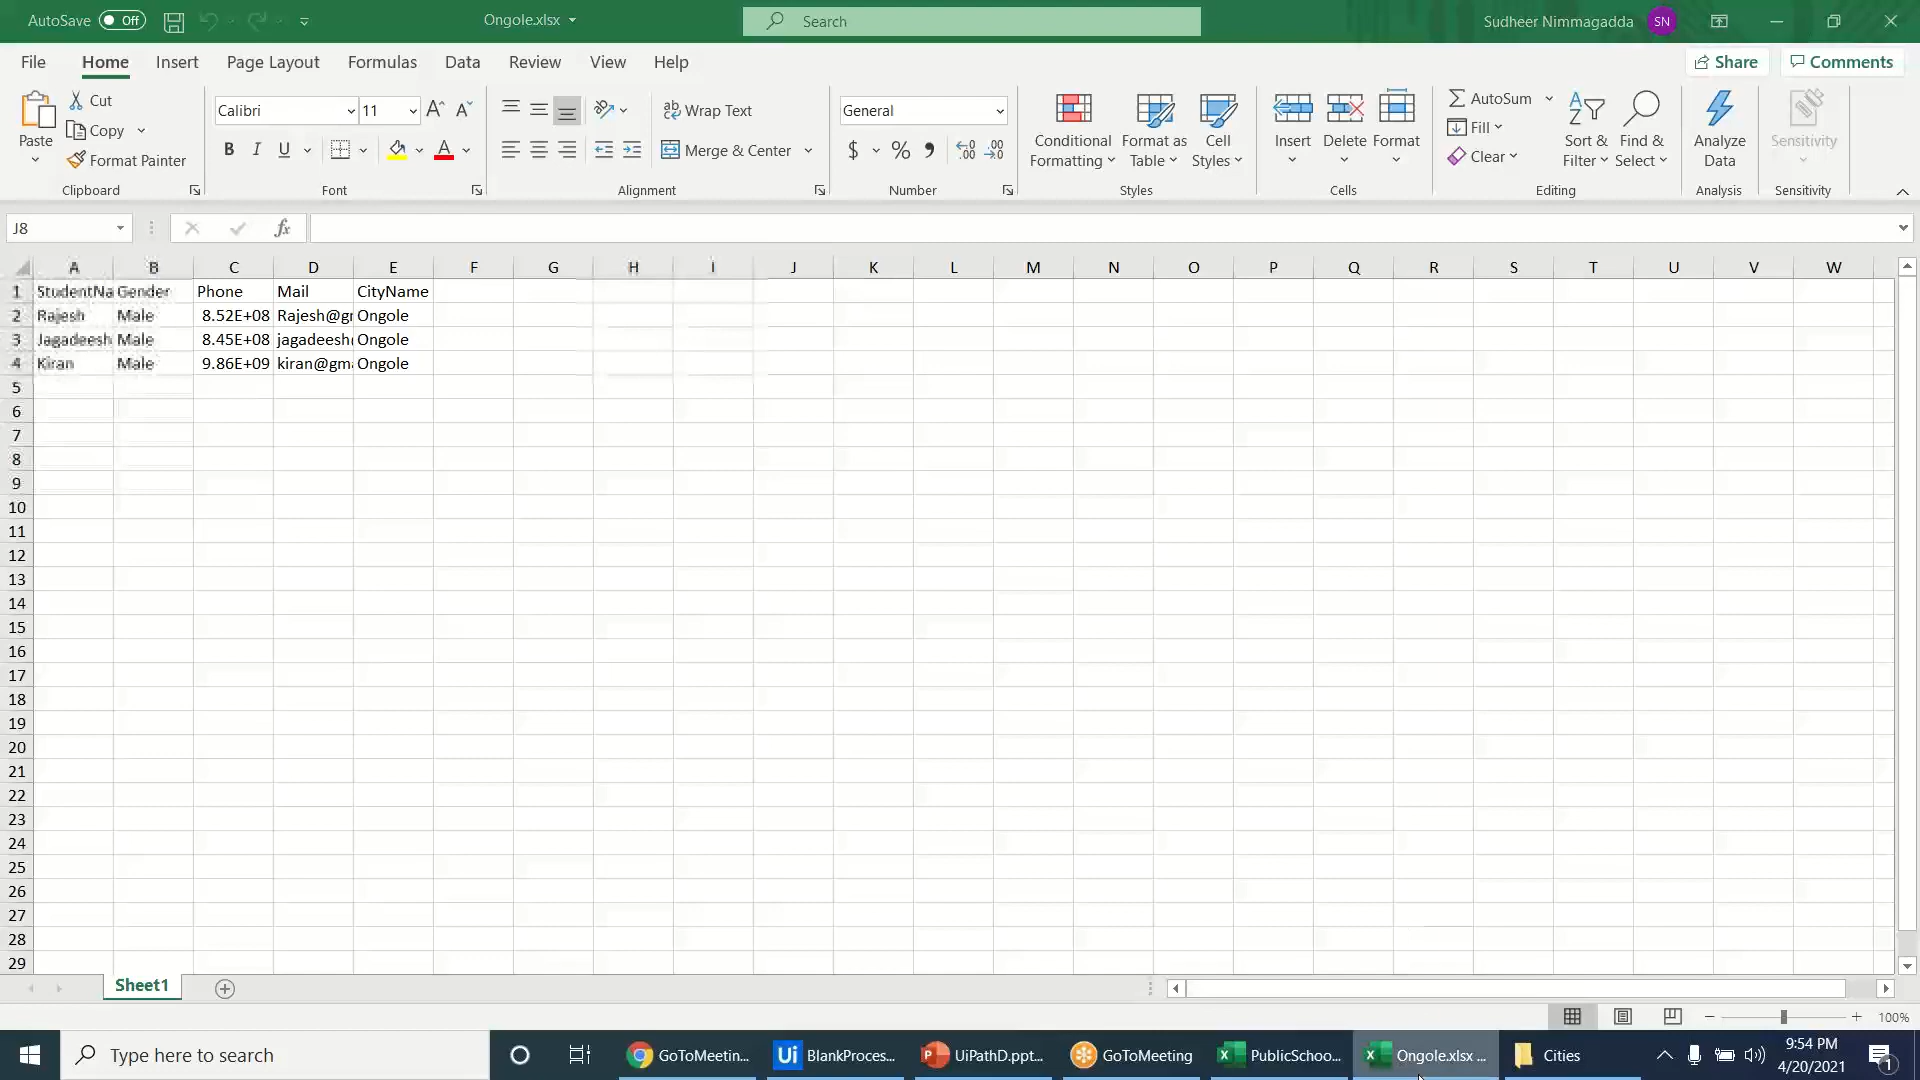 AutoSave Off Ongole.xlsx Search Sudheer Nimmagadda SN
File Home Insert Page Layout Formulas Data Review View Help Share Comments
Paste Cut Copy Format Painter Clipboard
Calibri 11 A A B I U A Font
Wrap Text Merge & Center Alignment
General $ % Number
Conditional Formatting Format as Table Cell Styles Styles
Insert Delete Format Cells
AutoSum Fill Clear Sort & Filter Find & Select Editing
Analyze Data Analysis
Sensitivity Sensitivity
J8 fx
A B C D E F G H I J K L M N O P Q R S T U V W
1 StudentNa Gender Phone Mail CityName
2 Rajesh Male 8.52E+08 Rajesh@gr Ongole
3 Jagadeesh Male 8.45E+08 jagadeesh( Ongole
4 Kiran Male 9.86E+09 kiran@gma Ongole
5
6
7
8
9
10
11
12
13
14
15
16
17
18
19
20
21
22
23
24
25
26
27
28
29
Sheet1
100%
Type here to search GoToMeetin... Ui BlankProces... UiPathD.ppt... GoToMeeting PublicSchoo... Ongole.xlsx ... Cities 9:54 PM
4/20/2021 1